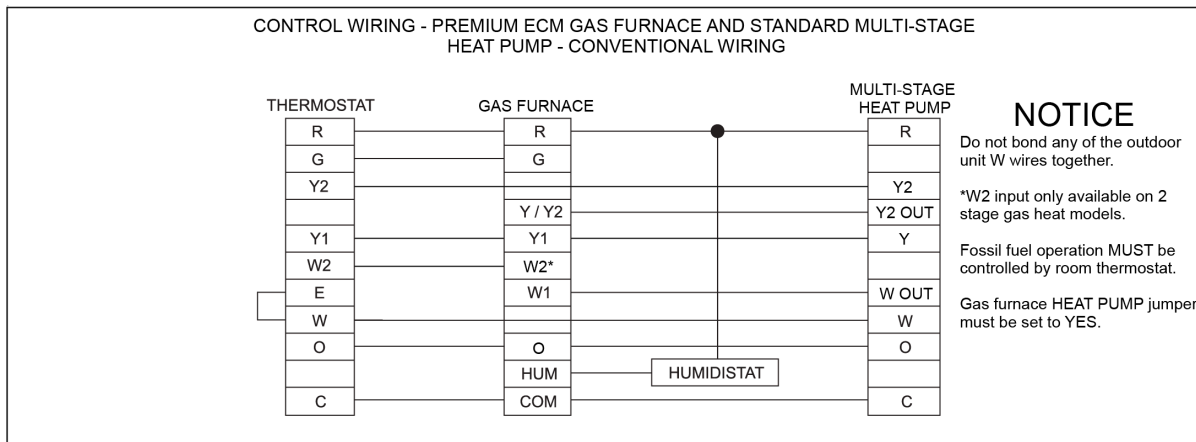 CONTROL WIRING - PREMIUM ECM GAS FURNACE AND STANDARD MULTI-STAGE
HEAT PUMP - CONVENTIONAL WIRING
THERMOSTAT
R
G
Y2
Y1
W2
E
W
O
C
GAS FURNACE
R
G
Y / Y2
Y1
W2*
W1
O
HUM
COM
HUMIDISTAT
MULTI-STAGE
HEAT PUMP
R
Y2
Y2 OUT
Y
W OUT
W
O
C
NOTICE
Do not bond any of the outdoor
unit W wires together.
*W2 input only available on 2
stage gas heat models.
Fossil fuel operation MUST be
controlled by room thermostat.
Gas furnace HEAT PUMP jumper
must be set to YES.